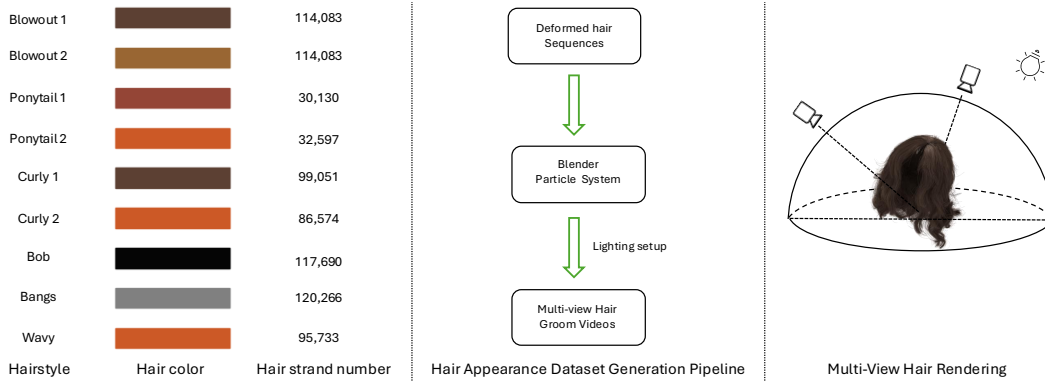 Blowout 1 114,083
Blowout 2 114,083
Ponytail 1 30,130
Ponytail 2 32,597
Curly 1 99,051
Curly 2 86,574
Bob 117,690
Bangs 120,266
Wavy 95,733
Hairstyle Hair color Hair strand number
Deformed hair
Sequences
Blender
Particle System
Lighting setup
Multi-view Hair
Groom Videos
Hair Appearance Dataset Generation Pipeline
Multi-View Hair Rendering